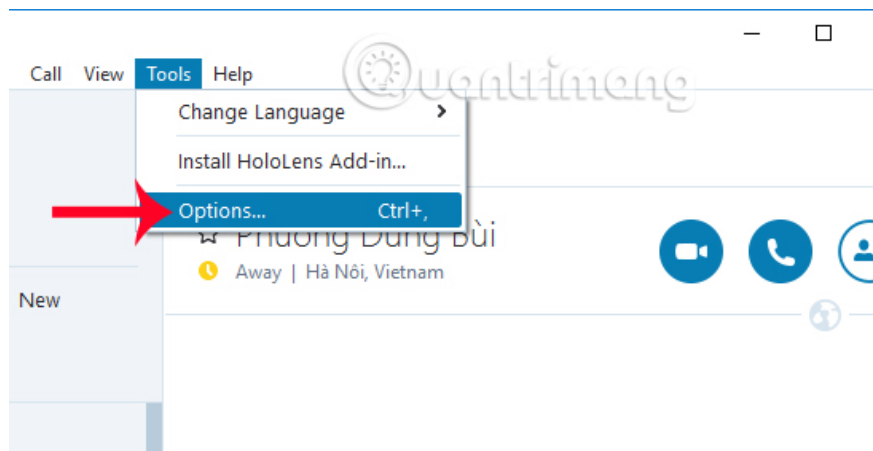 Call View Tools Help
Quantrimang
Change Language
Install HoloLens Add-in...
Options... Ctrl+,
Phuong Dung Bùi
Away | Hà Nôi, Vietnam
New